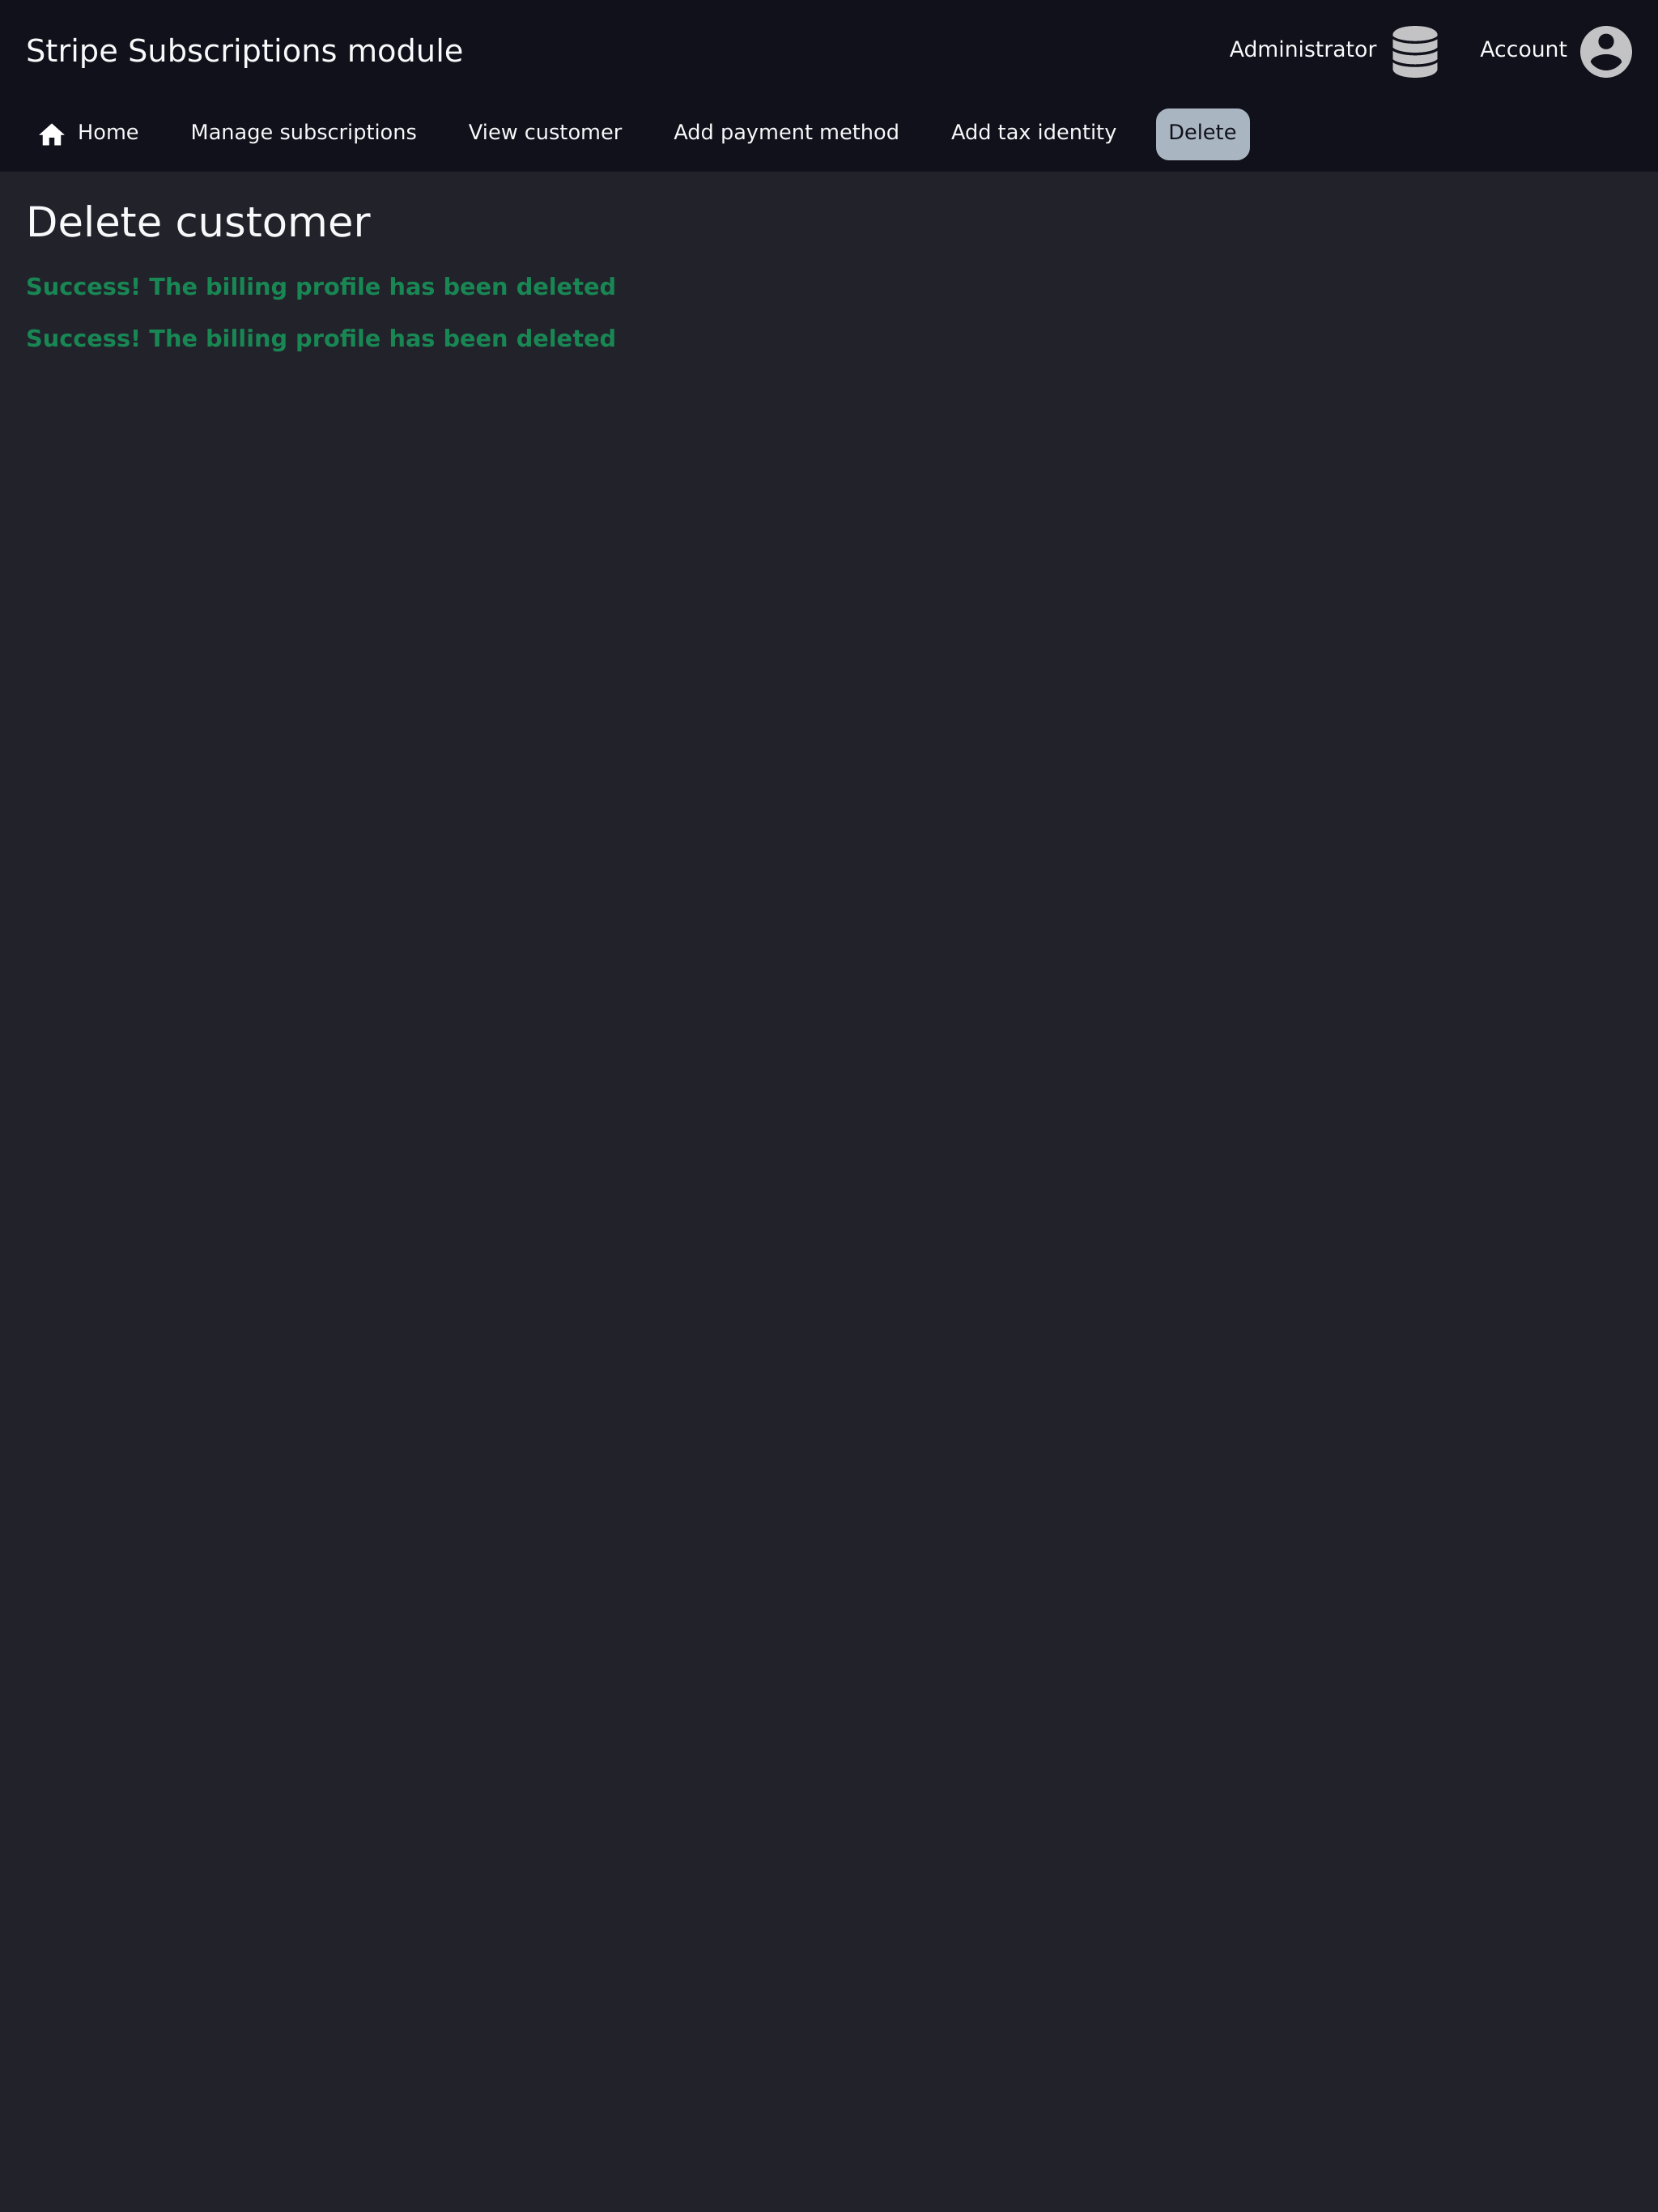 Stripe Subscriptions module
Administrator
Account
Home
Manage subscriptions
View customer
Add payment method
Add tax identity
Delete
Delete customer
Success! The billing profile has been deleted
Success! The billing profile has been deleted